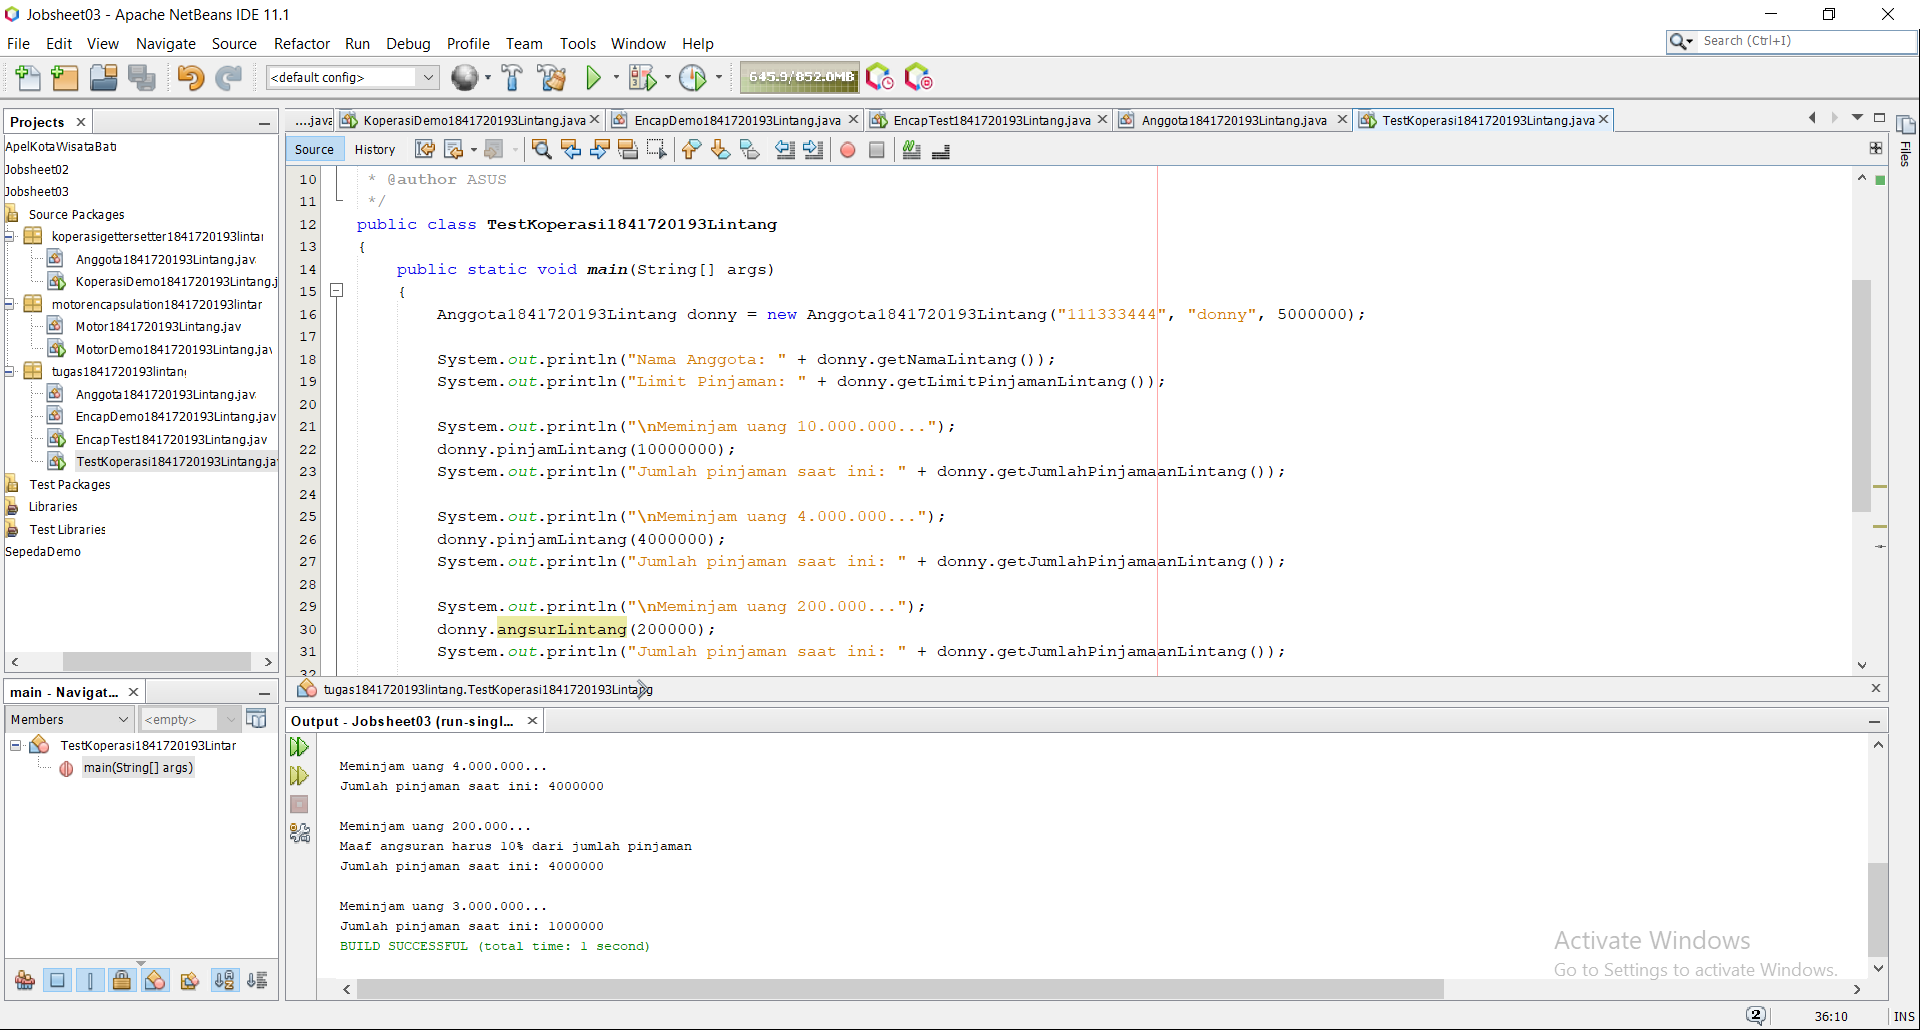 Jobsheet03 - Apache NetBeans IDE 11.1
File Edit View Navigate Source Refactor Run Debug Profile Team Tools Window Help
Search (Ctrl+I)
<default config>
645.9/852.0MB
Projects
ApelKotaWisataBat
Jobsheet02
Jobsheet03
Source Packages
koperasigettersetter1841720193lintar
Anggota1841720193Lintang.jav
KoperasiDemo1841720193Lintang.j
motorencapsulation1841720193lintar
Motor1841720193Lintang.jav
MotorDemo1841720193Lintang.jav
tugas1841720193lintang
Anggota1841720193Lintang.jav
EncapDemo1841720193Lintang.jav
EncapTest1841720193Lintang.jav
TestKoperasi1841720193Lintang.ja
Test Packages
Libraries
Test Libraries
SepedaDemo
main - Navigat...
Members
<empty>
TestKoperasi1841720193Lintar
main(String[] args)
....java
KoperasiDemo1841720193Lintang.java
EncapDemo1841720193Lintang.java
EncapTest1841720193Lintang.java
Anggota1841720193Lintang.java
TestKoperasi1841720193Lintang.java
Files
Source History
10 * @author ASUS
11 */
12 public class TestKoperasi1841720193Lintang
13 {
14 public static void main(String[] args)
15 {
16 Anggota1841720193Lintang donny = new Anggota1841720193Lintang("111333444", "donny", 5000000);
17
18 System.out.println("Nama Anggota: " + donny.getNamaLintang());
19 System.out.println("Limit Pinjaman: " + donny.getLimitPinjamanLintang());
20
21 System.out.println("\nMeminjam uang 10.000.000...");
22 donny.pinjamLintang(10000000);
23 System.out.println("Jumlah pinjaman saat ini: " + donny.getJumlahPinjamaanLintang());
24
25 System.out.println("\nMeminjam uang 4.000.000...");
26 donny.pinjamLintang(4000000);
27 System.out.println("Jumlah pinjaman saat ini: " + donny.getJumlahPinjamaanLintang());
28
29 System.out.println("\nMeminjam uang 200.000...");
30 donny.angsurLintang(200000);
31 System.out.println("Jumlah pinjaman saat ini: " + donny.getJumlahPinjamaanLintang());
32
tugas1841720193lintang.TestKoperasi1841720193Lintang
Output - Jobsheet03 (run-singl...
Meminjam uang 4.000.000...
Jumlah pinjaman saat ini: 4000000
Meminjam uang 200.000...
Maaf angsuran harus 10% dari jumlah pinjaman
Jumlah pinjaman saat ini: 4000000
Meminjam uang 3.000.000...
Jumlah pinjaman saat ini: 1000000
BUILD SUCCESSFUL (total time: 1 second)
Activate Windows
Go to Settings to activate Windows.
2
36:10
INS